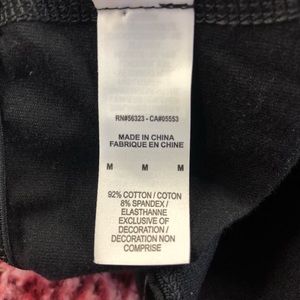 RN#56323 - CA#05553
MADE IN CHINA
FABRIQUE EN CHINE
M M M
92% COTTON / COTON
8% SPANDEX /
ELASTHANNE
EXCLUSIVE OF
DECORATION /
DECORATION NON
COMPRISE